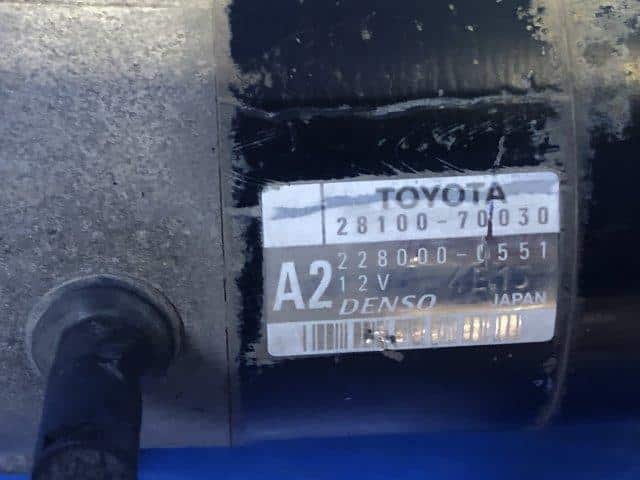 TOYOTA
28100-70030
228000-0551
A2
12V
DENSO
JAPAN